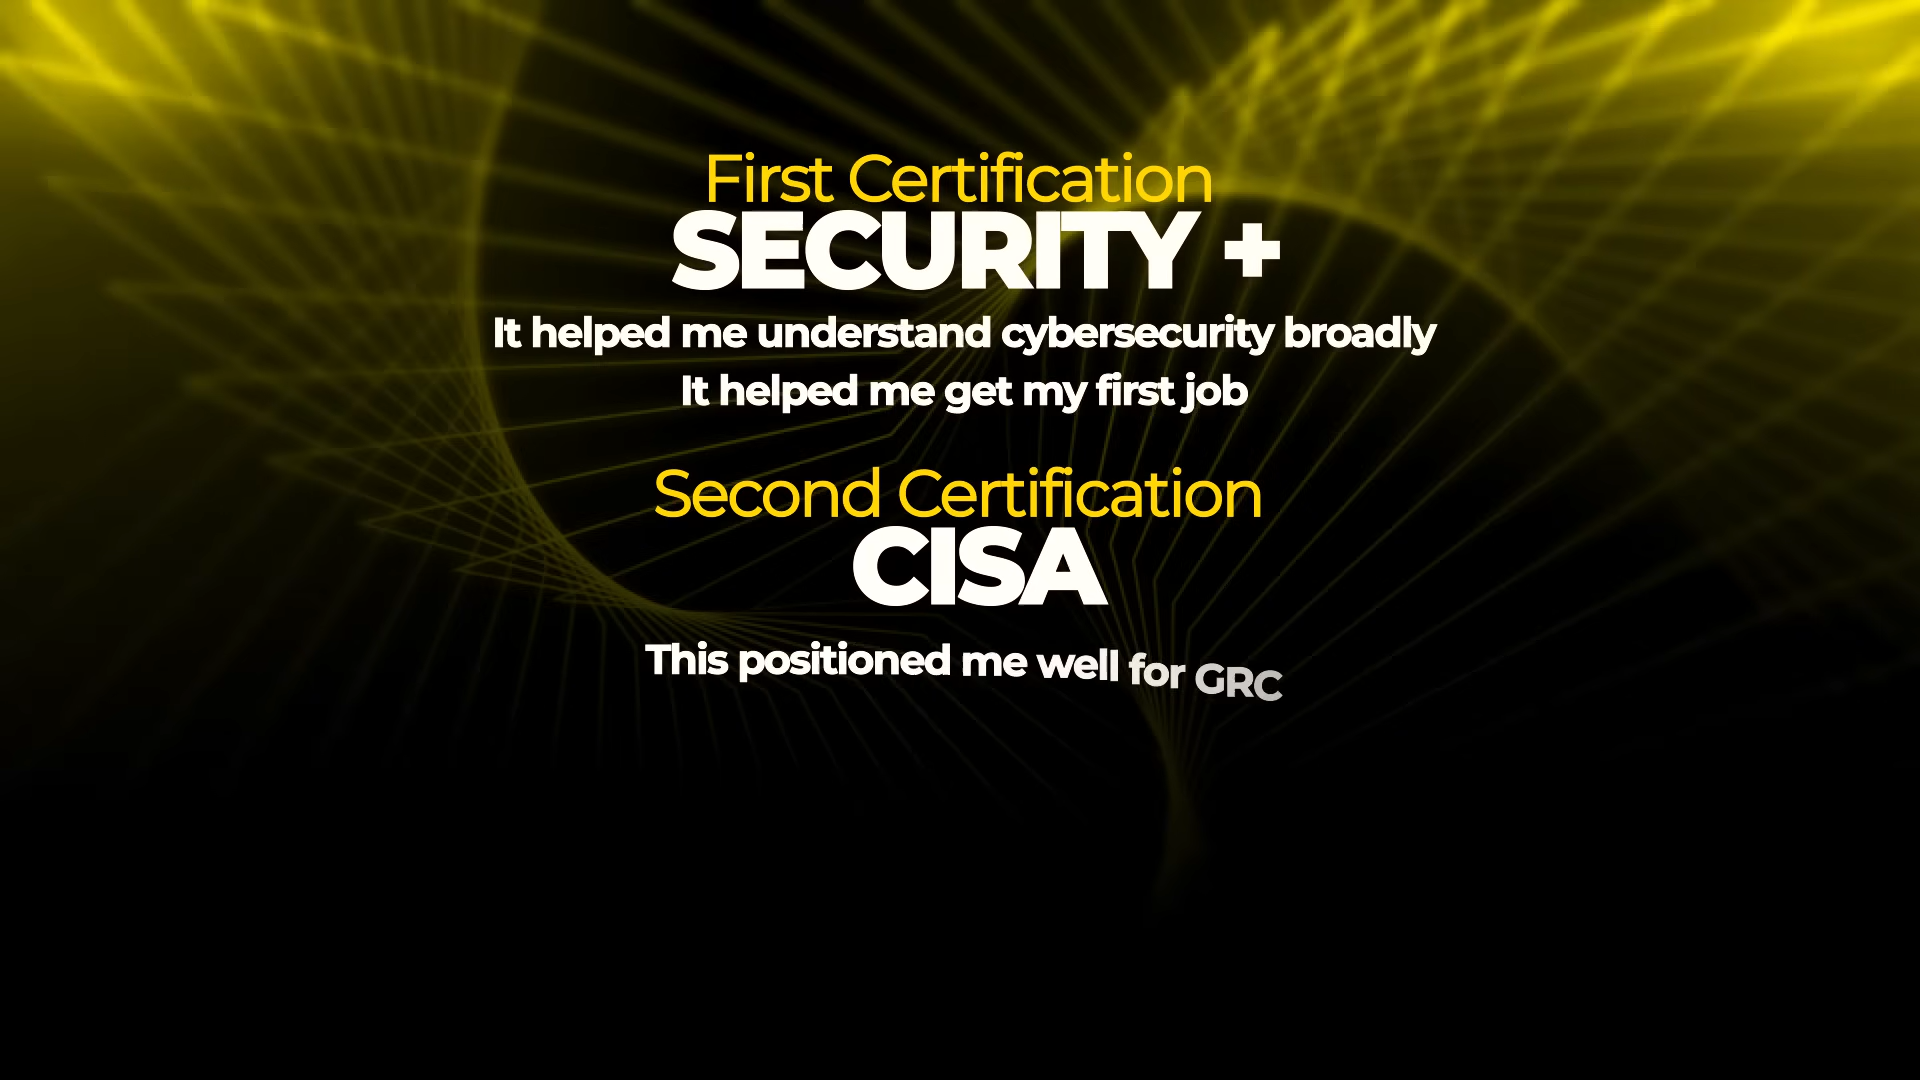 First Certification
SECURITY +
It helped me understand cybersecurity broadly
It helped me get my first job
Second Certification
CISA
This positioned me well for GRC